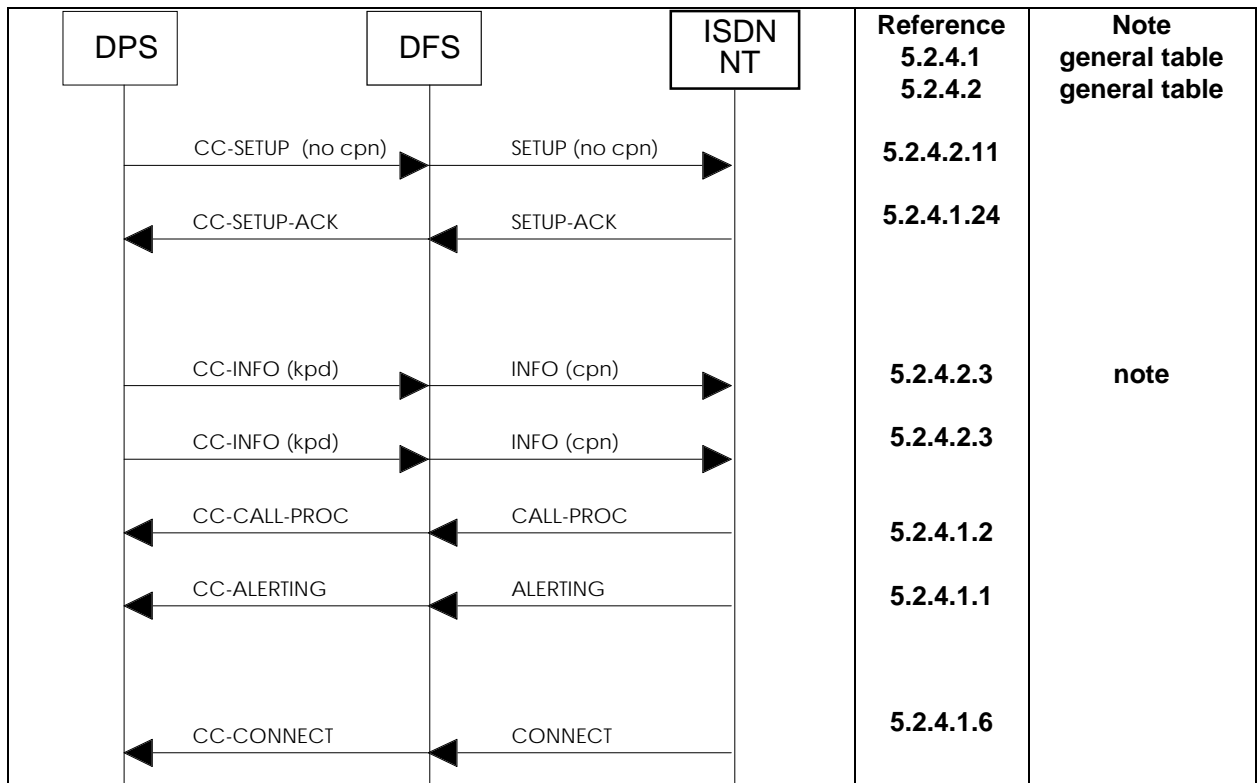 DPS
DFS
ISDN
NT
Reference
Note
5.2.4.1
general table
5.2.4.2
general table
CC-SETUP (no cpn)
SETUP (no cpn)
5.2.4.2.11
CC-SETUP-ACK
SETUP-ACK
5.2.4.1.24
CC-INFO (kpd)
INFO (cpn)
5.2.4.2.3
note
CC-INFO (kpd)
INFO (cpn)
5.2.4.2.3
CC-CALL-PROC
CALL-PROC
5.2.4.1.2
CC-ALERTING
ALERTING
5.2.4.1.1
CC-CONNECT
CONNECT
5.2.4.1.6